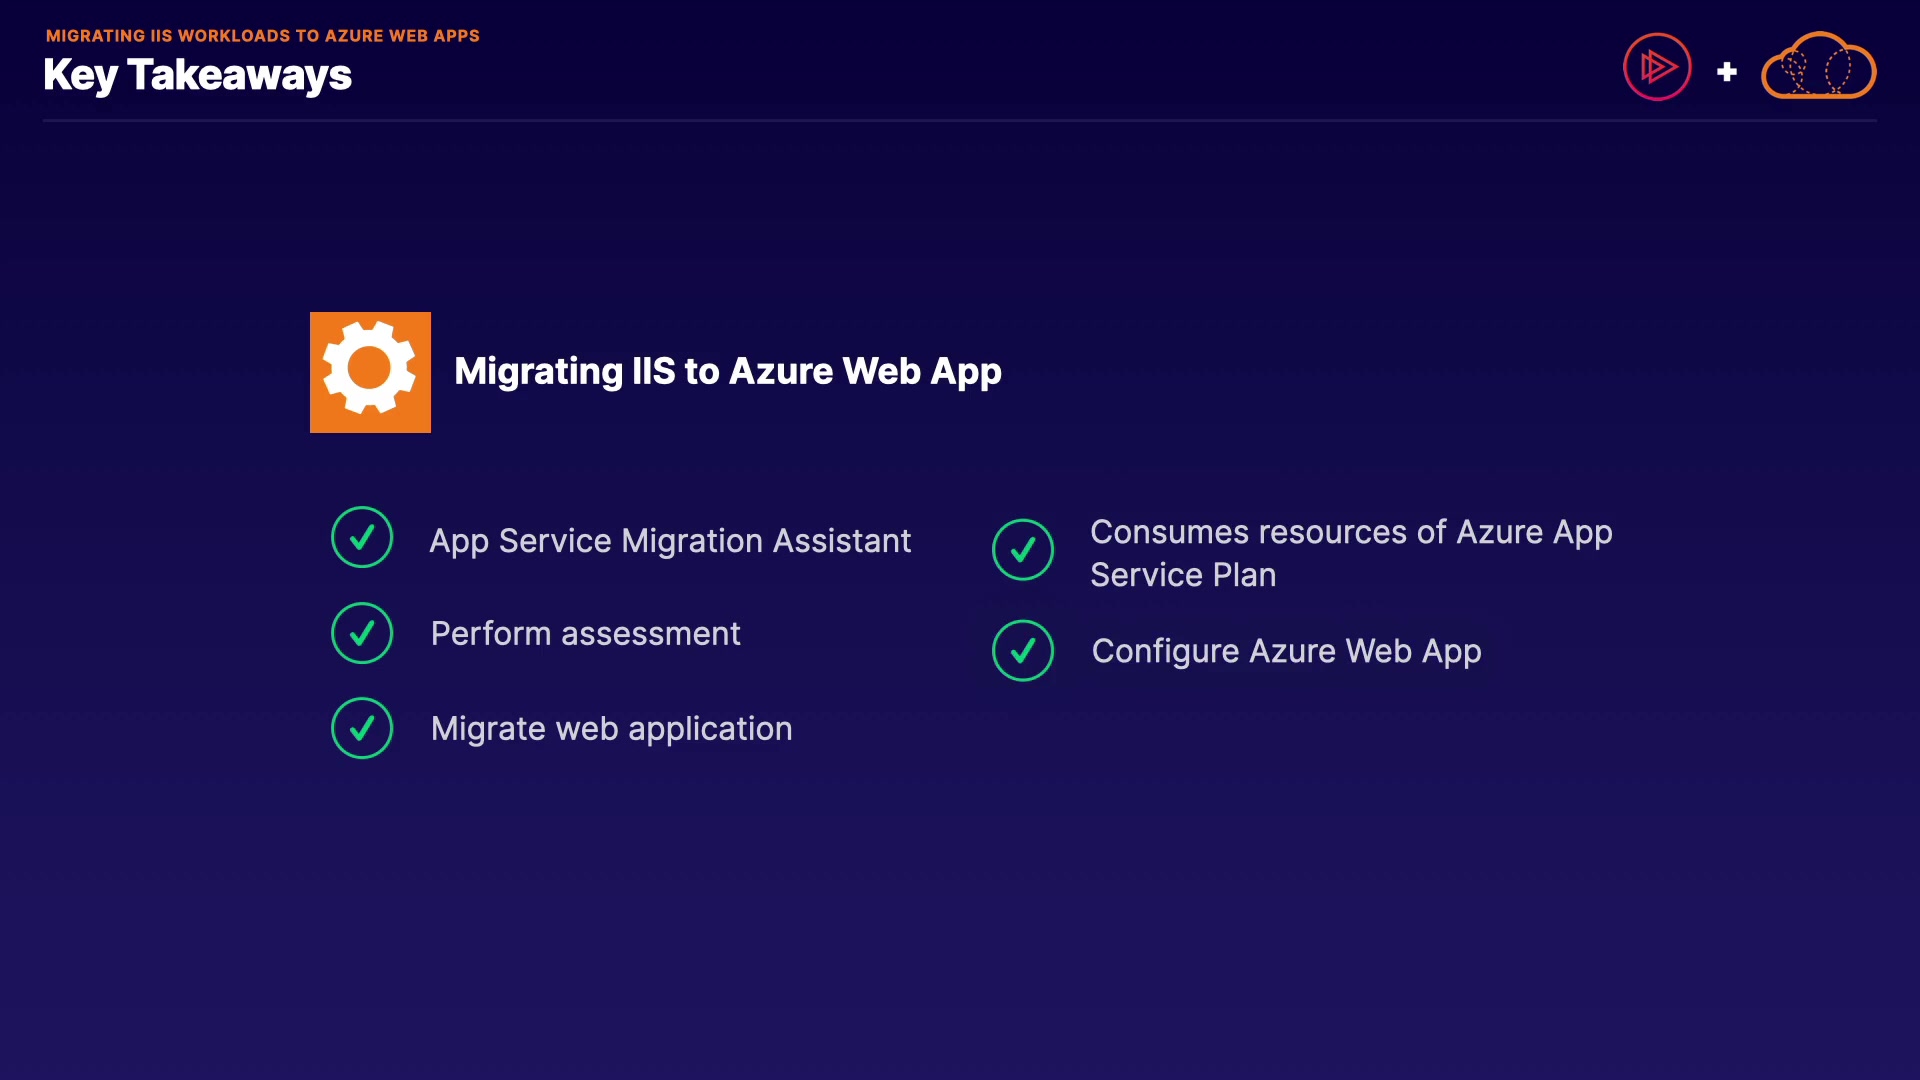 MIGRATING IIS WORKLOADS TO AZURE WEB APPS
Key Takeaways
Migrating IIS to Azure Web App
App Service Migration Assistant
Perform assessment
Migrate web application
Consumes resources of Azure App
Service Plan
Configure Azure Web App